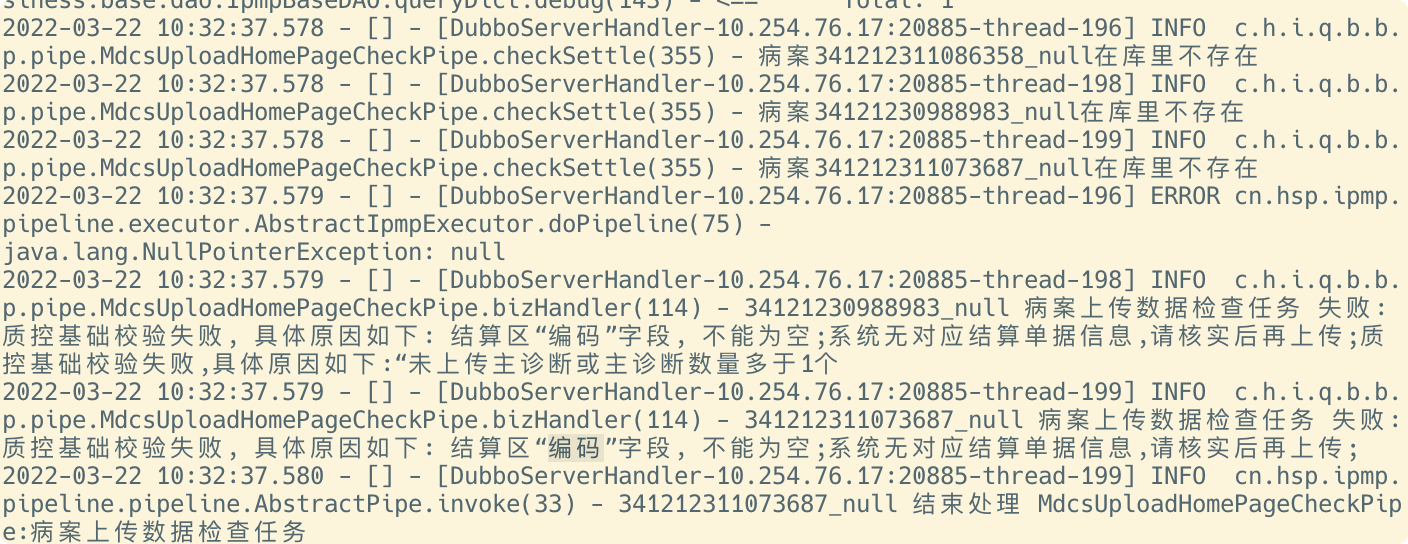 siness.base.dao.IpmpBaseDAO.queryDict.debug(143) - <==      Total: 1
2022-03-22 10:32:37.578 - [] - [DubboServerHandler-10.254.76.17:20885-thread-196] INFO  c.h.i.q.b.b.
p.pipe.MdcsUploadHomePageCheckPipe.checkSettle(355) - 病案341212311086358_null在库里不存在
2022-03-22 10:32:37.578 - [] - [DubboServerHandler-10.254.76.17:20885-thread-198] INFO  c.h.i.q.b.b.
p.pipe.MdcsUploadHomePageCheckPipe.checkSettle(355) - 病案34121230988983_null在库里不存在
2022-03-22 10:32:37.578 - [] - [DubboServerHandler-10.254.76.17:20885-thread-199] INFO  c.h.i.q.b.b.
p.pipe.MdcsUploadHomePageCheckPipe.checkSettle(355) - 病案341212311073687_null在库里不存在
2022-03-22 10:32:37.579 - [] - [DubboServerHandler-10.254.76.17:20885-thread-196] ERROR cn.hsp.ipmp.
pipeline.executor.AbstractIpmpExecutor.doPipeline(75) -
java.lang.NullPointerException: null
2022-03-22 10:32:37.579 - [] - [DubboServerHandler-10.254.76.17:20885-thread-198] INFO  c.h.i.q.b.b.
p.pipe.MdcsUploadHomePageCheckPipe.bizHandler(114) - 34121230988983_null 病案上传数据检查任务 失败:
质控基础校验失败, 具体原因如下: 结算区“编码”字段, 不能为空;系统无对应结算单据信息,请核实后再上传;质
控基础校验失败,具体原因如下:“未上传主诊断或主诊断数量多于1个
2022-03-22 10:32:37.579 - [] - [DubboServerHandler-10.254.76.17:20885-thread-199] INFO  c.h.i.q.b.b.
p.pipe.MdcsUploadHomePageCheckPipe.bizHandler(114) - 341212311073687_null 病案上传数据检查任务 失败:
质控基础校验失败, 具体原因如下: 结算区“编码”字段, 不能为空;系统无对应结算单据信息,请核实后再上传;
2022-03-22 10:32:37.580 - [] - [DubboServerHandler-10.254.76.17:20885-thread-199] INFO  cn.hsp.ipmp.
pipeline.pipeline.AbstractPipe.invoke(33) - 341212311073687_null 结束处理 MdcsUploadHomePageCheckPip
e:病案上传数据检查任务